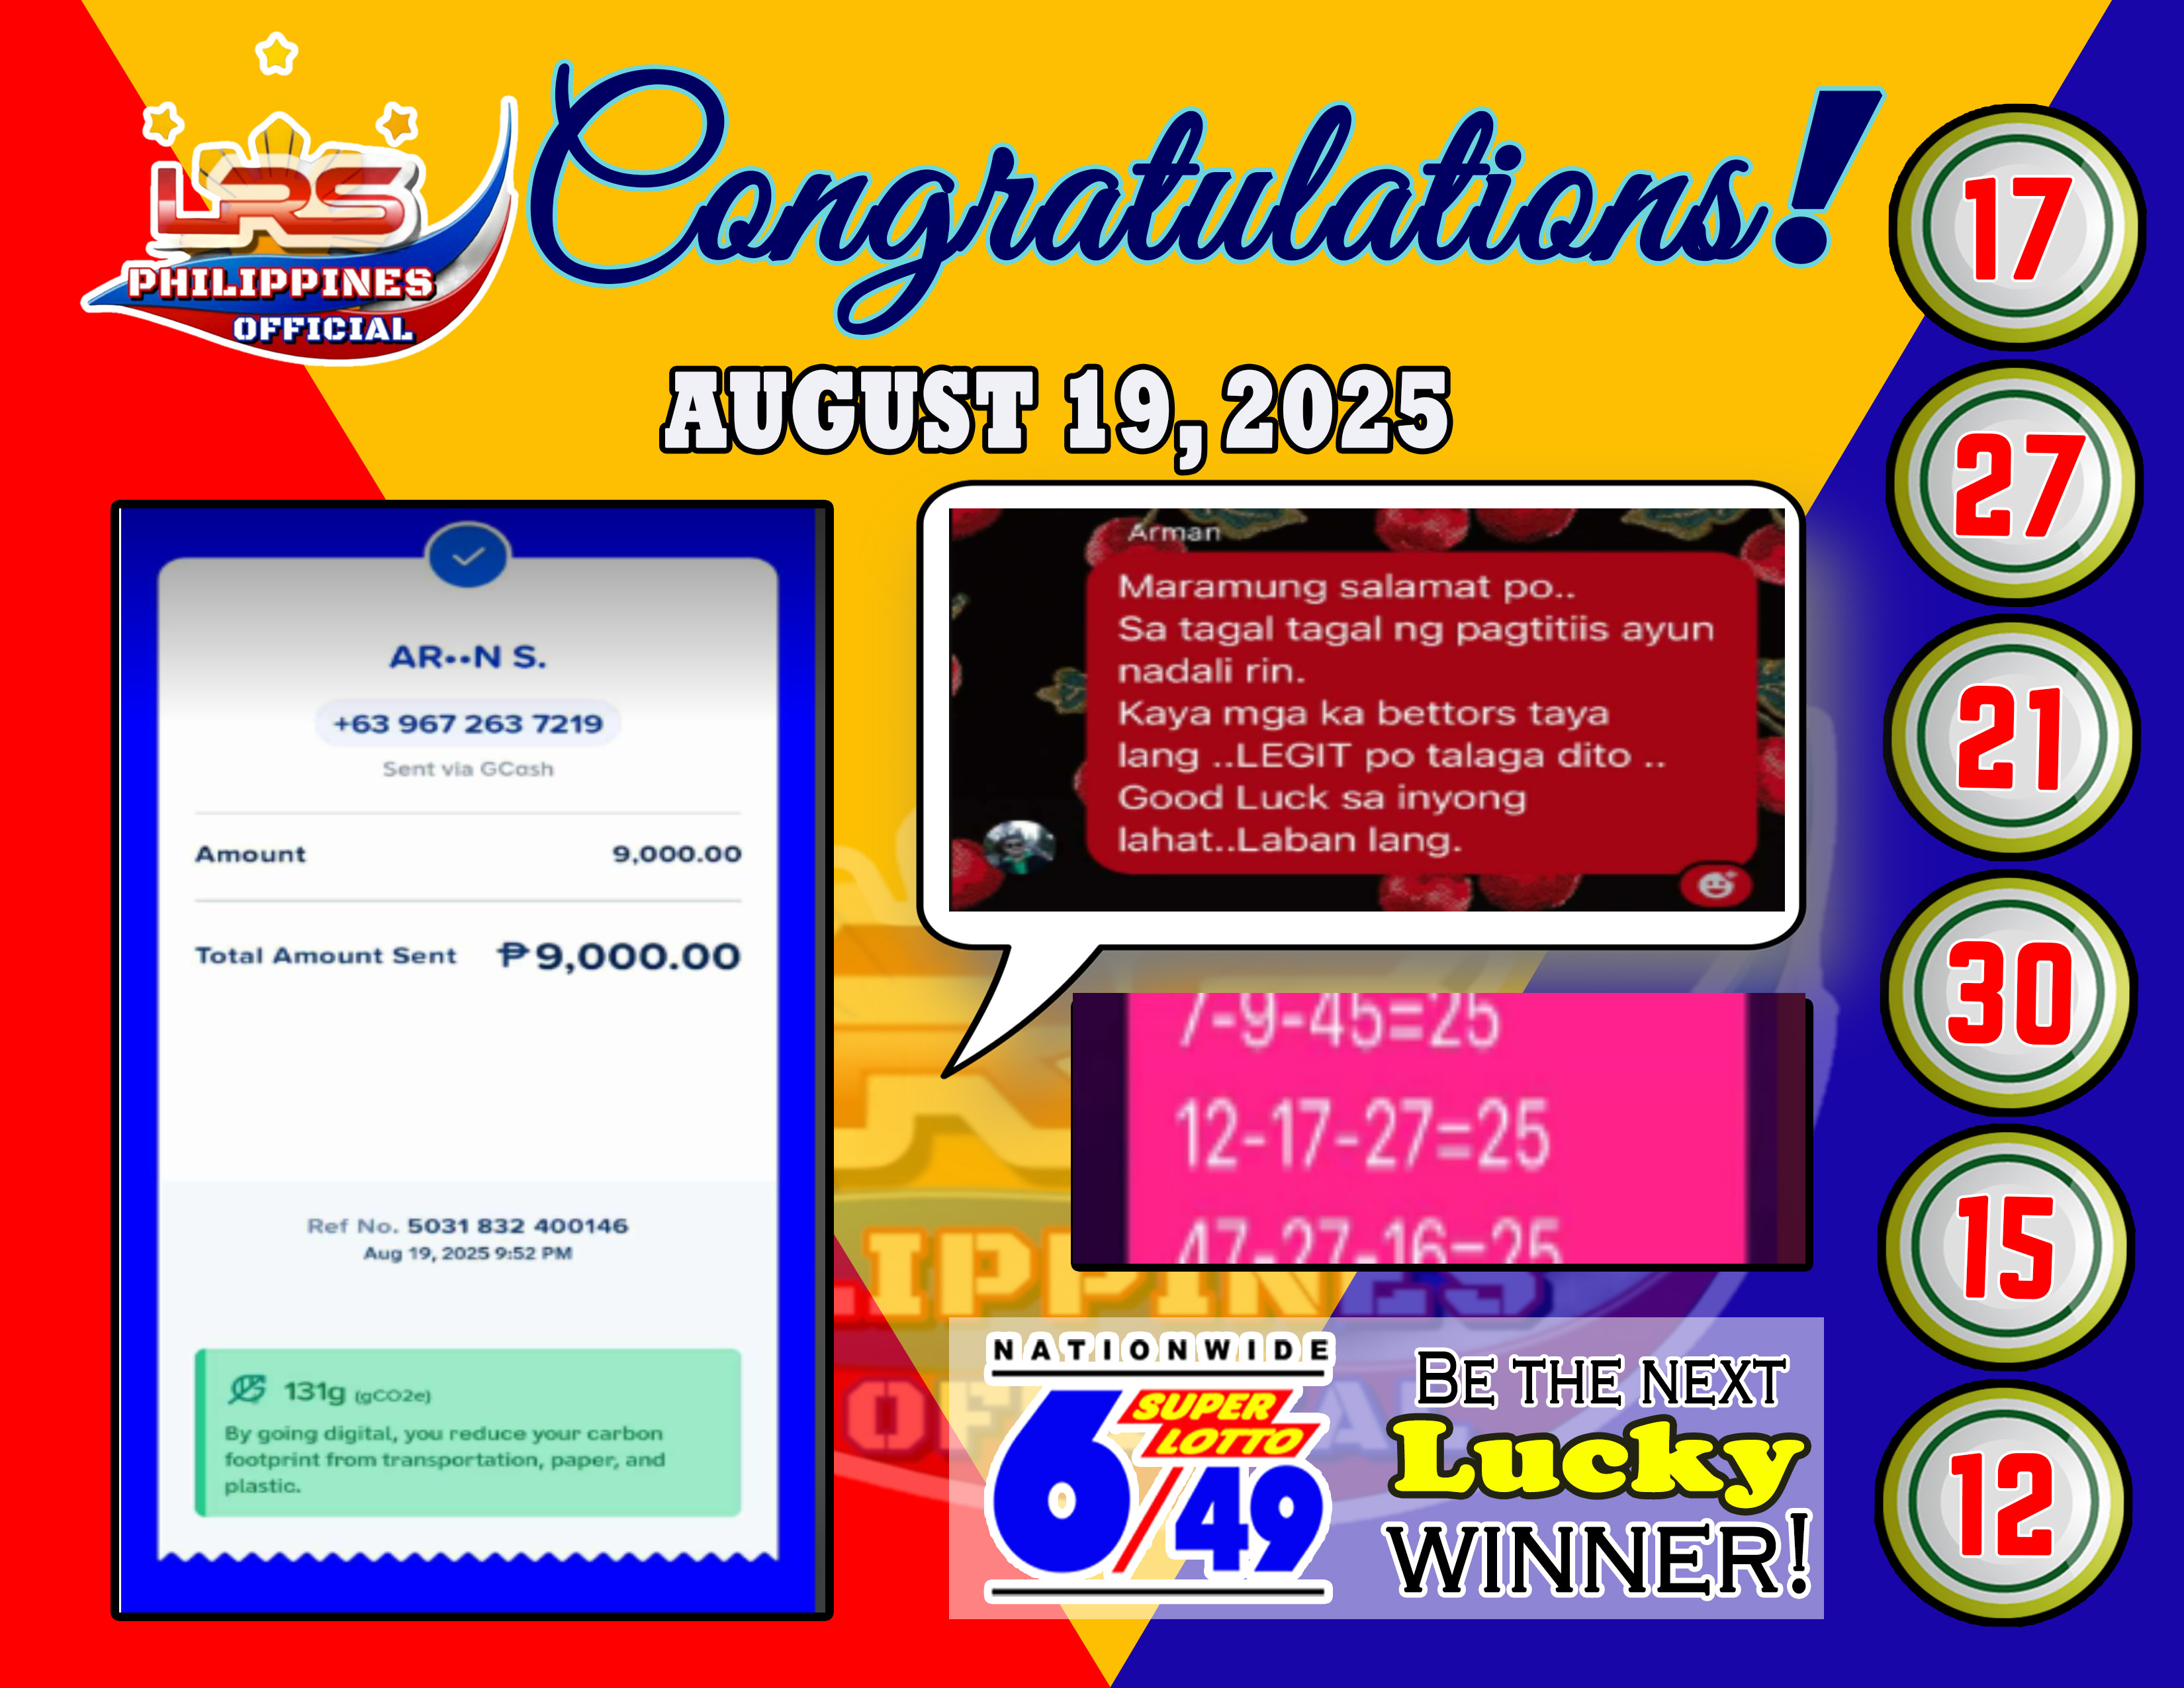 LRS
PHILIPPINES
OFFICIAL
Congratulations!
AUGUST 19, 2025
AR••N S.
+63 967 263 7219
Sent via GCash
Amount 9,000.00
Total Amount Sent ₱9,000.00
Ref No. 5031 832 400146
Aug 19, 2025 9:52 PM
131g (gCO2e)
By going digital, you reduce your carbon
footprint from transportation, paper, and
plastic.
Arman
Maramung salamat po..
Sa tagal tagal ng pagtitiis ayun
nadali rin.
Kaya mga ka bettors taya
lang ..LEGIT po talaga dito ..
Good Luck sa inyong
lahat..Laban lang.
7-9-45=25
12-17-27=25
47-27-16=25
NATIONWIDE
SUPER
LOTTO
6/49
BE THE NEXT
Lucky
WINNER!
17
27
21
30
15
12